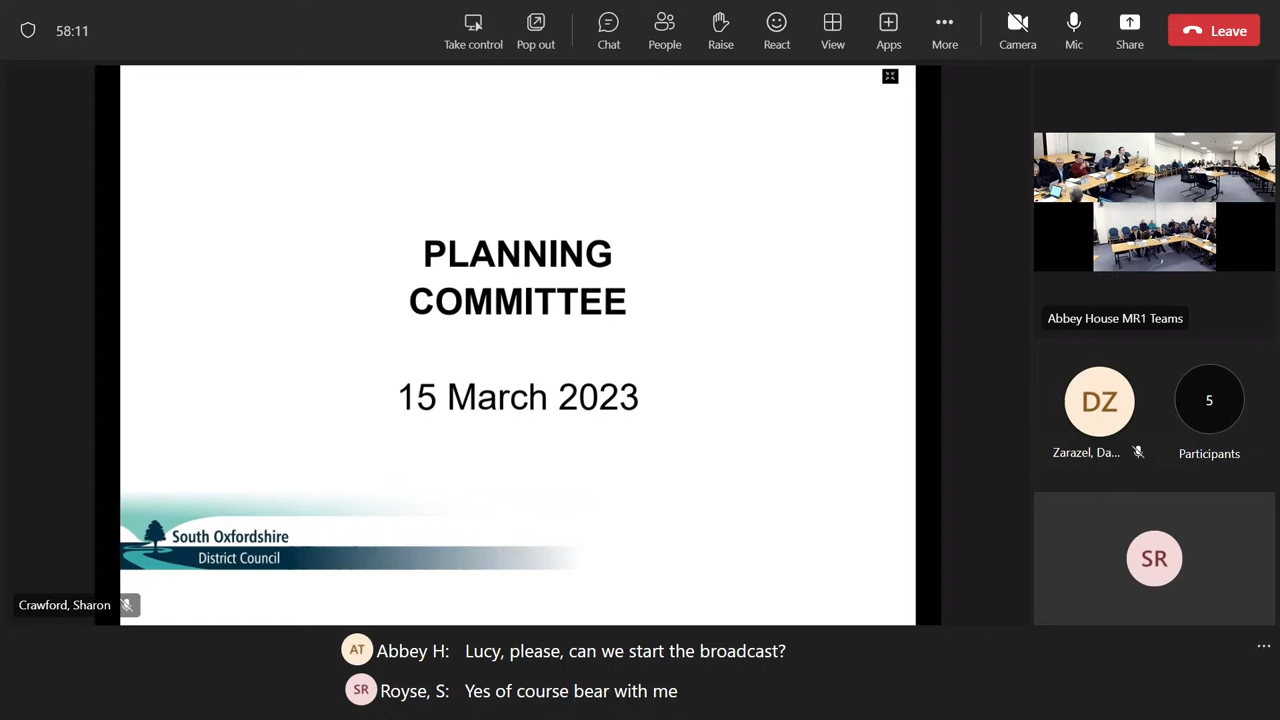 58:11
Take control
Pop out
Chat
People
Raise
React
View
Apps
More
Camera
Mic
Share
Leave
PLANNING
COMMITTEE
15 March 2023
South Oxfordshire
District Council
Crawford, Sharon
Abbey House MR1 Teams
DZ
5
Zarazel, Da...
Participants
SR
AT Abbey H: Lucy, please, can we start the broadcast?
SR Royse, S: Yes of course bear with me